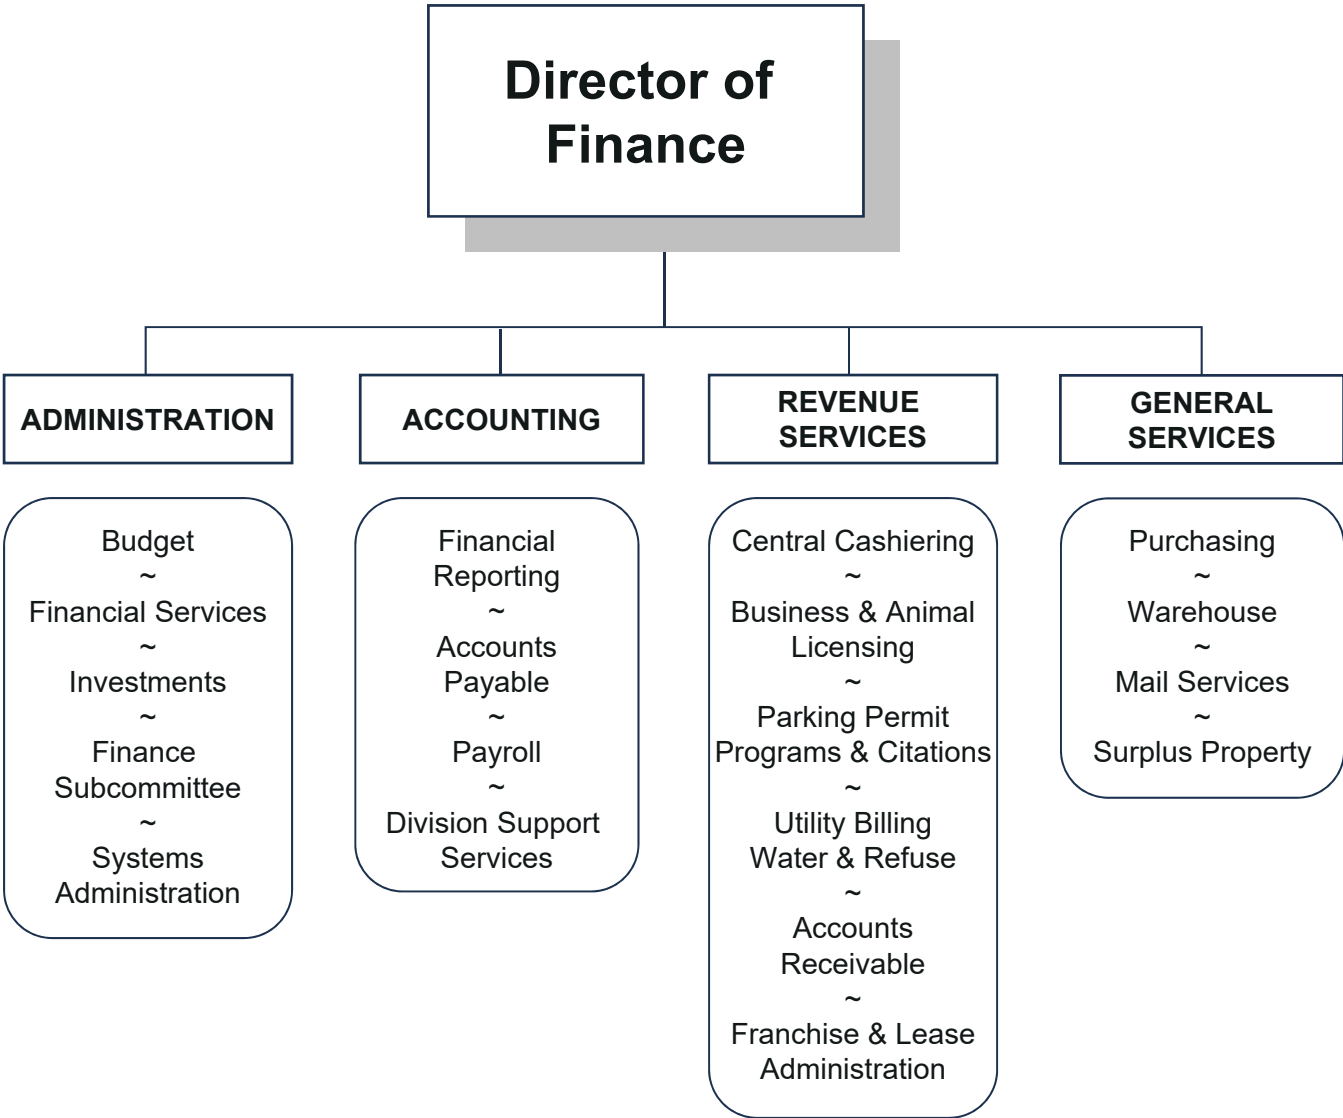 Director of
Finance
ADMINISTRATION
Budget
~
Financial Services
~
Investments
~
Finance
Subcommittee
~
Systems
Administration
ACCOUNTING
Financial
Reporting
~
Accounts
Payable
~
Payroll
~
Division Support
Services
REVENUE
SERVICES
Central Cashiering
~
Business & Animal
Licensing
~
Parking Permit
Programs & Citations
~
Utility Billing
Water & Refuse
~
Accounts
Receivable
~
Franchise & Lease
Administration
GENERAL
SERVICES
Purchasing
~
Warehouse
~
Mail Services
~
Surplus Property